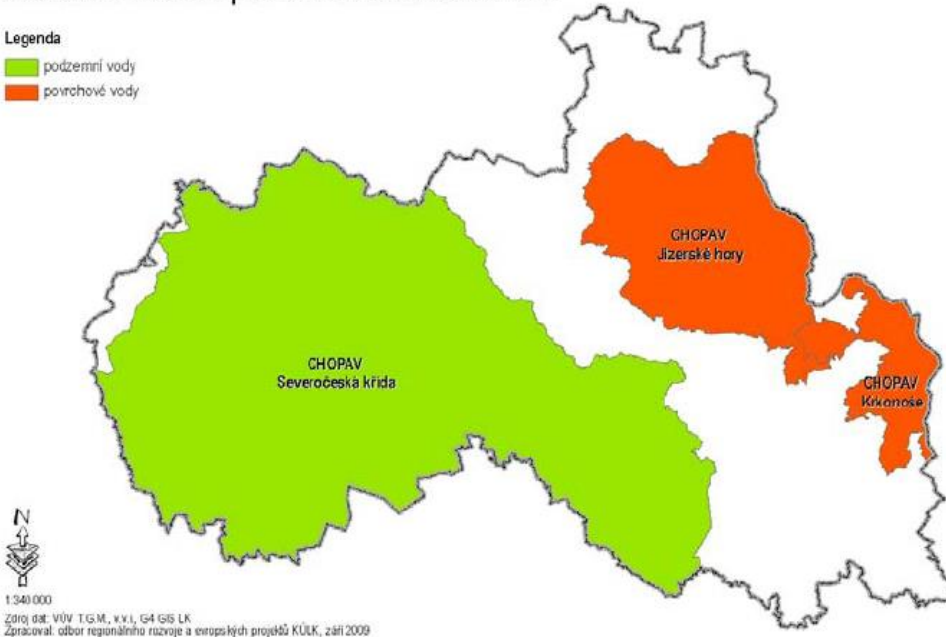 Legenda
podzemní vody
povrchové vody
CHOPAV
Jizerské hory
CHOPAV
Severočeská křída
CHOPAV
Krkonoše
N
1:340 000
Zdroj dat: VÚV T.G.M., v.v.i., G4 GIS LK
Zpracoval: odbor regionálního rozvoje a evropských projektů KÚLK, září 2009